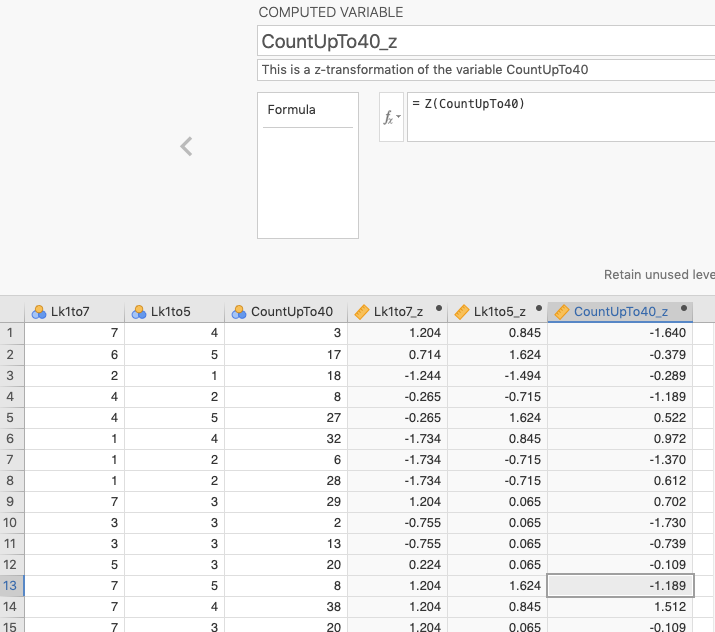 COMPUTED VARIABLE
CountUpTo40_z
This is a z-transformation of the variable CountUpTo40
Formula
fx
= Z(CountUpTo40)
Retain unused leve
Lk1to7 Lk1to5 CountUpTo40 Lk1to7_z Lk1to5_z CountUpTo40_z
1 7 4 3 1.204 0.845 -1.640
2 6 5 17 0.714 1.624 -0.379
3 2 1 18 -1.244 -1.494 -0.289
4 4 2 8 -0.265 -0.715 -1.189
5 4 5 27 -0.265 1.624 0.522
6 1 4 32 -1.734 0.845 0.972
7 1 2 6 -1.734 -0.715 -1.370
8 1 2 28 -1.734 -0.715 0.612
9 7 3 29 1.204 0.065 0.702
10 3 3 2 -0.755 0.065 -1.730
11 3 3 13 -0.755 0.065 -0.739
12 5 3 20 0.224 0.065 -0.109
13 7 5 8 1.204 1.624 -1.189
14 7 4 38 1.204 0.845 1.512
15 7 3 20 1.204 0.065 -0.109